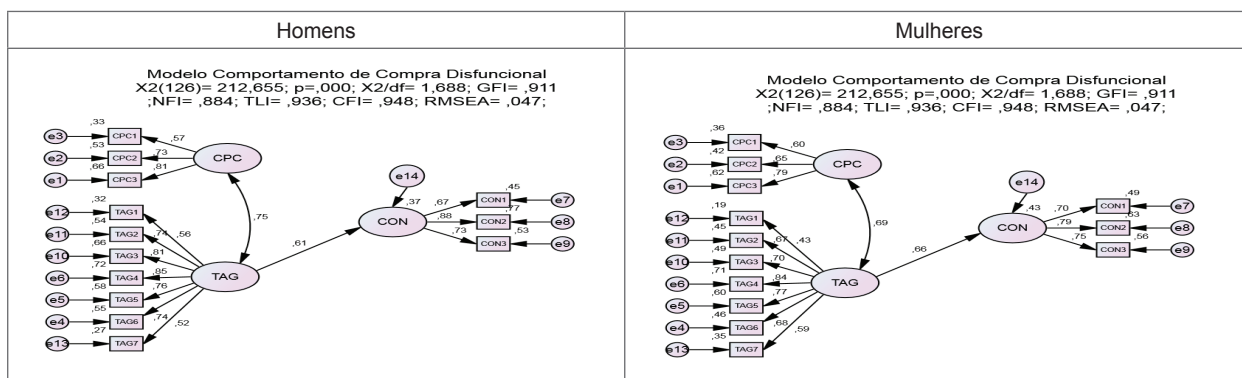 Homens
Modelo Comportamento de Compra Disfuncional
X2(126)= 212,655; p=,000; X2/df= 1,688; GFI= ,911
;NFI= ,884; TLI= ,936; CFI= ,948; RMSEA= ,047;
,33
e3 CPC1 ,57
,53
e2 CPC2 ,73 CPC
,66
e1 CPC3 ,81
e14
,75
,37 ,67 CON1 ,45 e7
CON ,88 CON2 ,77 e8
,73 CON3 ,53 e9
,61
,32
e12 TAG1 ,56
,54
e11 TAG2 ,74
,66
e10 TAG3 ,81
,72
e6 TAG4 ,85 TAG
,58
e5 TAG5 ,76
,55
e4 TAG6 ,74
,27
e13 TAG7 ,52
Mulheres
Modelo Comportamento de Compra Disfuncional
X2(126)= 212,655; p=,000; X2/df= 1,688; GFI= ,911
;NFI= ,884; TLI= ,936; CFI= ,948; RMSEA= ,047;
,36
e3 CPC1 ,60
,42
e2 CPC2 ,65 CPC
,62
e1 CPC3 ,79
e14
,69
,43 ,70 CON1 ,49 e7
CON ,79 CON2 ,63 e8
,75 CON3 ,56 e9
,66
,19
e12 TAG1 ,43
,45
e11 TAG2 ,67
,49
e10 TAG3 ,70
,71
e6 TAG4 ,84 TAG
,60
e5 TAG5 ,77
,46
e4 TAG6 ,68
,35
e13 TAG7 ,59